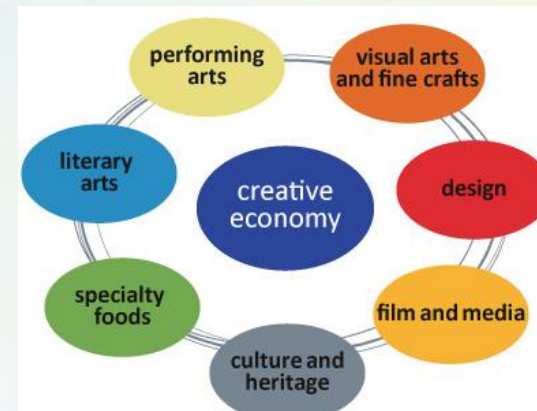 performing
arts
visual arts
and fine crafts
literary
arts
creative
economy
design
specialty
foods
film and media
culture and
heritage